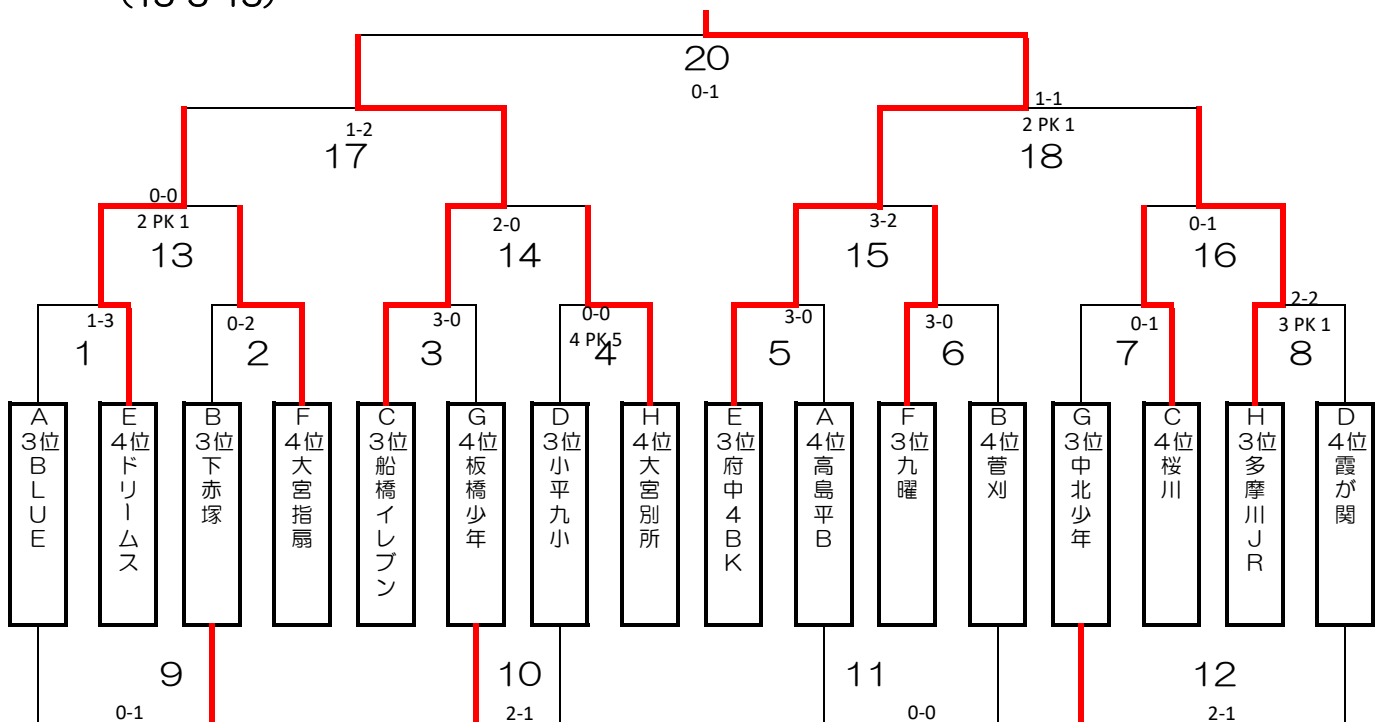 20
0-1
1-1
2 PK 1
1-2
17
18
0-0
2 PK 1
2-0
3-2
0-1
13
14
15
16
1-3
0-2
3-0
0-0
4 PK 5
3-0
3-0
0-1
2-2
3 PK 1
1
2
3
4
5
6
7
8
A
3位
BLUE
E
4位
ドリームス
B
3位
下赤塚
F
4位
大宮指扇
C
3位
船橋イレブン
G
4位
板橋少年
D
3位
小平九小
H
4位
大宮別所
E
3位
府中4BK
A
4位
高島平B
F
3位
九曜
B
4位
菅刈
G
3位
中北少年
C
4位
桜川
H
3位
多摩川JR
D
4位
霞が関
9
10
11
12
0-1
2-1
0-0
2-1